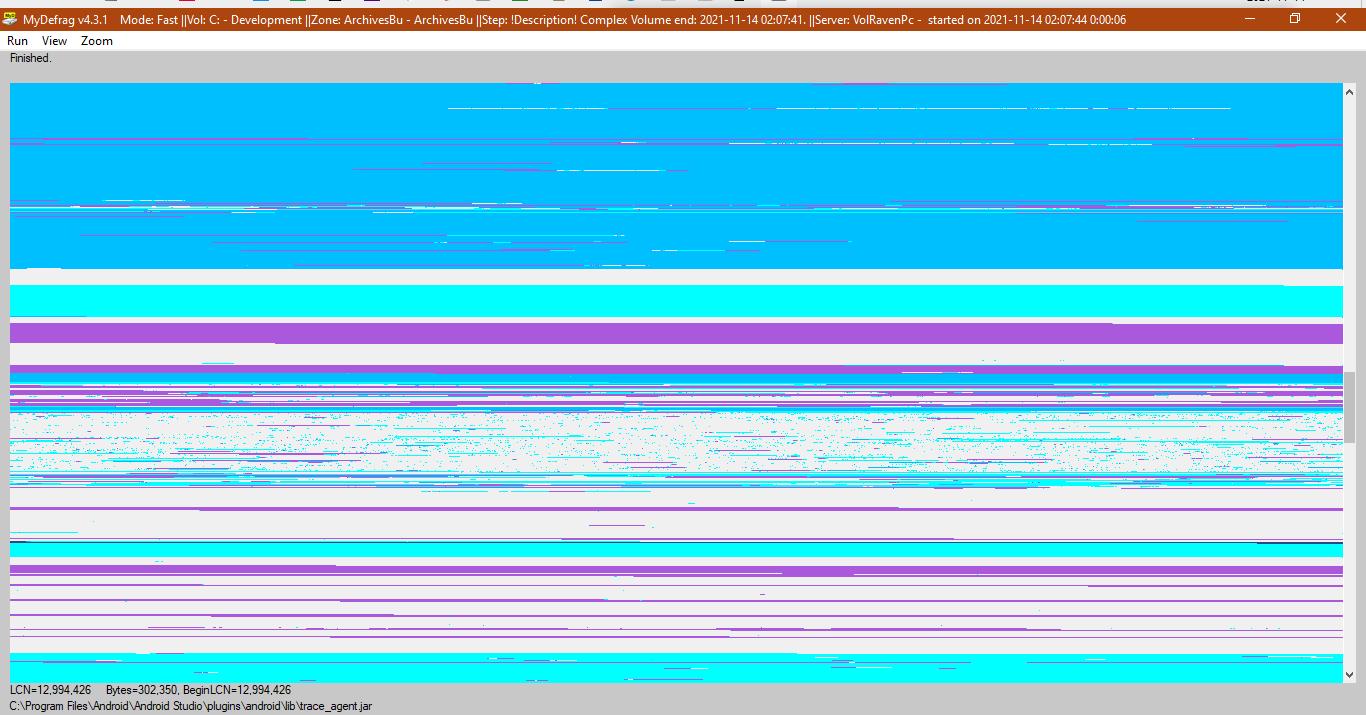 MyDefrag v4.3.1 Mode: Fast ||Vol: C: - Development ||Zone: ArchivesBu - ArchivesBu ||Step: !Description! Complex Volume end: 2021-11-14 02:07:41. ||Server: VolRavenPc - started on 2021-11-14 02:07:44 0:00:06
Run View Zoom
Finished.
LCN=12,994,426 Bytes=302,350, BeginLCN=12,994,426
C:\Program Files\Android\Android Studio\plugins\android\lib\trace_agent.jar